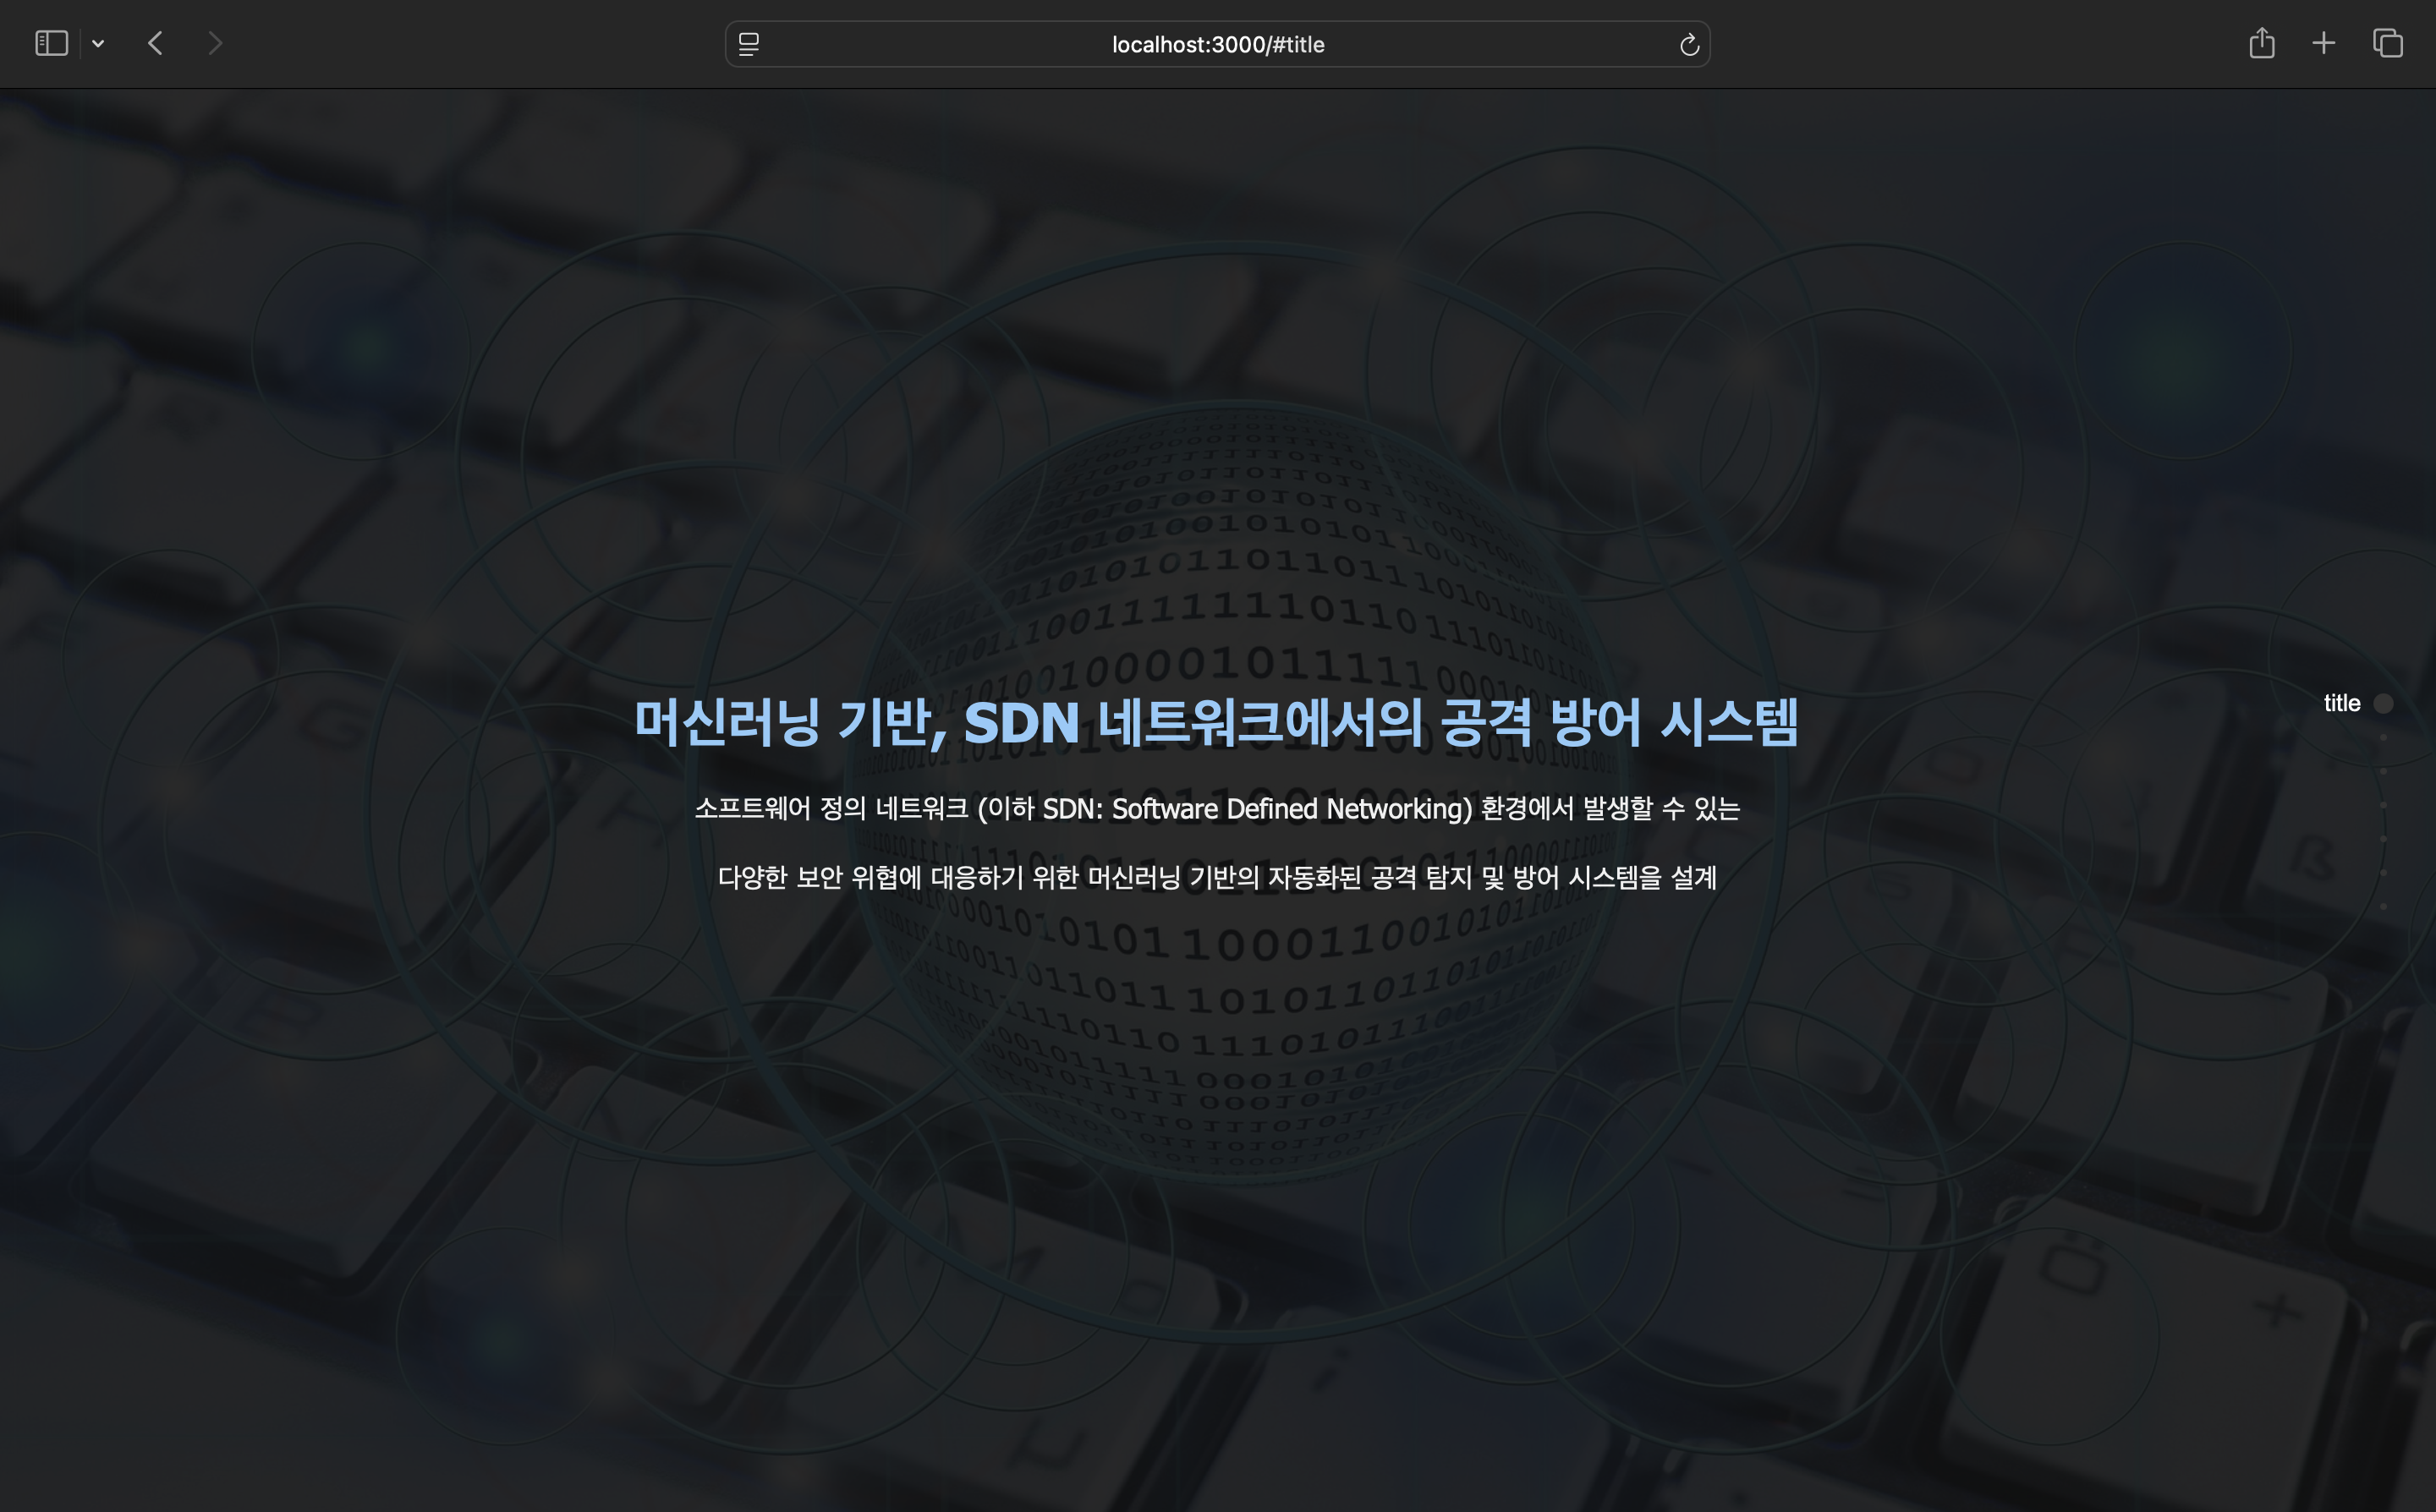 localhost:3000/#title
머신러닝 기반, SDN 네트워크에서의 공격 방어 시스템
title
소프트웨어 정의 네트워크 (이하 SDN: Software Defined Networking) 환경에서 발생할 수 있는
다양한 보안 위협에 대응하기 위한 머신러닝 기반의 자동화된 공격 탐지 및 방어 시스템을 설계